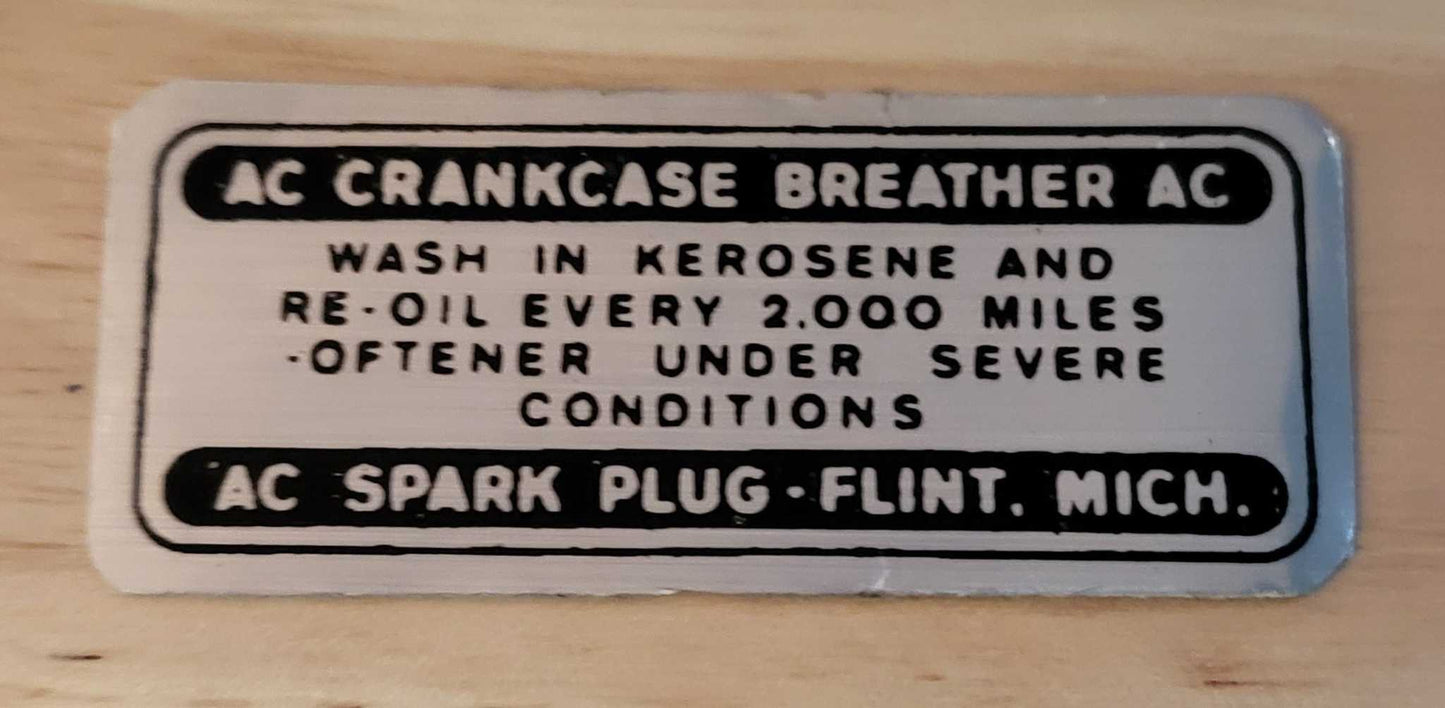 AC CRANKCASE BREATHER AC
WASH IN KEROSENE AND
RE-OIL EVERY 2.000 MILES
-OFTENER UNDER SEVERE
CONDITIONS
AC SPARK PLUG-FLINT. MICH.